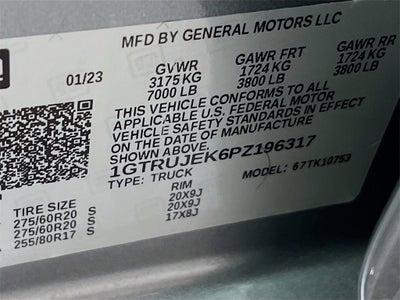 MFD BY GENERAL MOTORS LLC
01/23 GVWR GAWR FRT GAWR RR
3175 KG 1724 KG 1724 KG
7000 LB 3800 LB 3800 LB
THIS VEHICLE CONFORMS TO ALL
APPLICABLE U.S. FEDERAL MOTOR
VEHICLE SAFETY STANDARDS IN EFFECT
ON THE DATE OF MANUFACTURE
SHOWN ABOVE.
1GTRUJEK6PZ196317
TYPE: TRUCK 67TK10753
TIRE SIZE RIM
275/60R20 S 20X9J
275/60R20 S 20X9J
255/80R17 S 17X8J